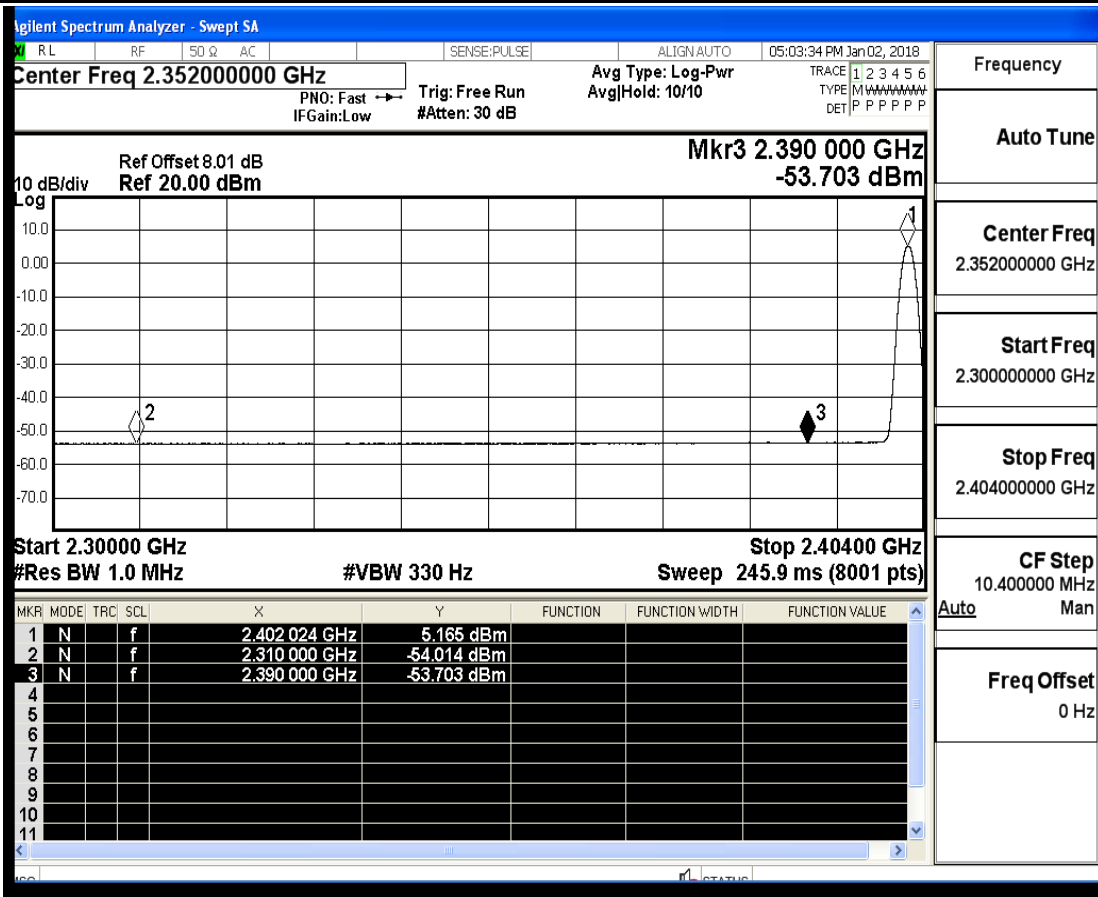 Agilent Spectrum Analyzer - Swept SA
RL RF 50 Ω AC SENSE:PULSE ALIGN AUTO 05:03:34 PM Jan 02, 2018
Center Freq 2.352000000 GHz
PNO: Fast
IFGain:Low
Trig: Free Run
#Atten: 30 dB
Avg Type: Log-Pwr
Avg|Hold: 10/10
TRACE 1 2 3 4 5 6
TYPE M WWWWW
DET P P P P P P
Ref Offset 8.01 dB
Ref 20.00 dBm
10 dB/div
Log
Mkr3 2.390 000 GHz
-53.703 dBm
10.0
0.00
-10.0
-20.0
-30.0
-40.0
-50.0
-60.0
-70.0
1
2
3
Start 2.30000 GHz
Stop 2.40400 GHz
#Res BW 1.0 MHz
#VBW 330 Hz
Sweep 245.9 ms (8001 pts)
MKR MODE TRC SCL X Y FUNCTION FUNCTION WIDTH FUNCTION VALUE
1 N f 2.402 024 GHz 5.165 dBm
2 N f 2.310 000 GHz -54.014 dBm
3 N f 2.390 000 GHz -53.703 dBm
4
5
6
7
8
9
10
11
STATUS
Frequency
Auto Tune
Center Freq
2.352000000 GHz
Start Freq
2.300000000 GHz
Stop Freq
2.404000000 GHz
CF Step
10.400000 MHz
Auto Man
Freq Offset
0 Hz